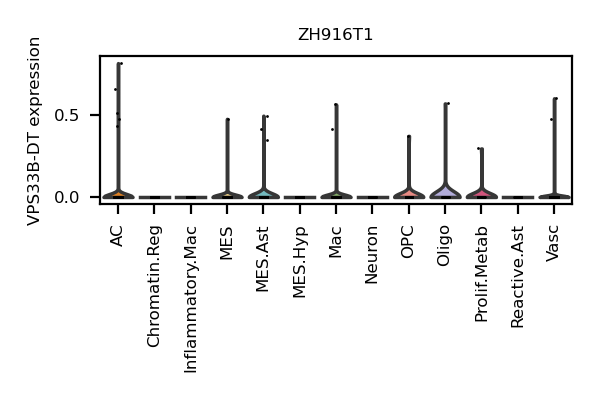 ZH916T1
VPS33B-DT expression
0.5
0.0
AC
Chromatin.Reg
Inflammatory.Mac
MES
MES.Ast
MES.Hyp
Mac
Neuron
OPC
Oligo
Prolif.Metab
Reactive.Ast
Vasc